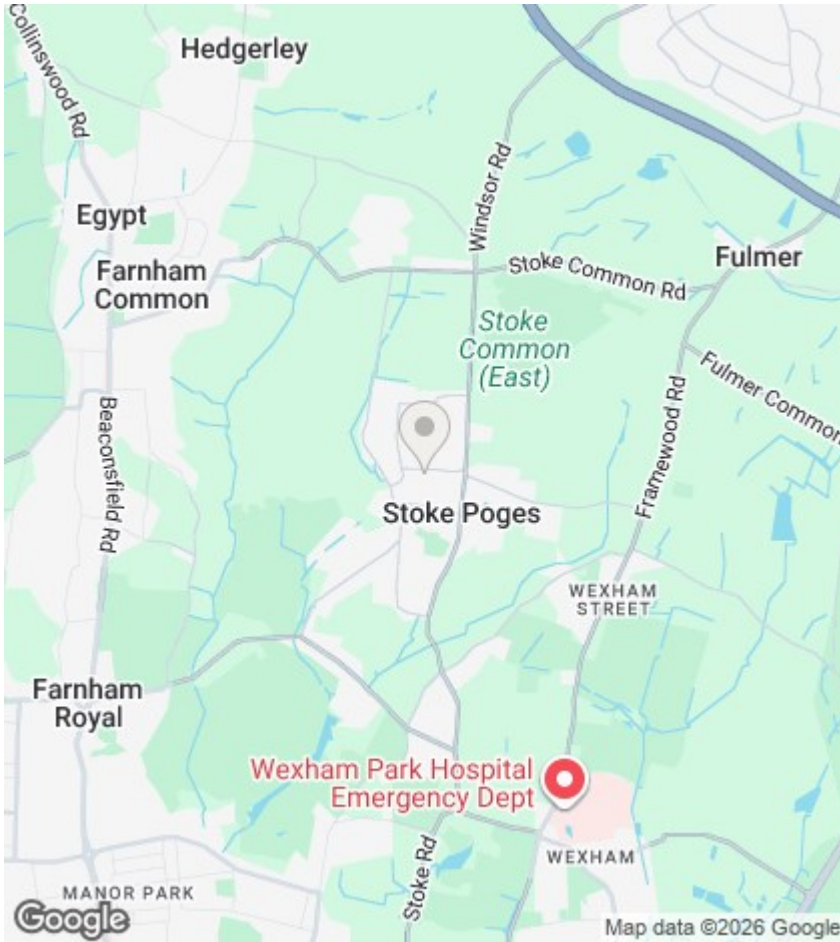 Collinswood Rd
Hedgerley
Windsor Rd
Egypt
Farnham
Common
Stoke Common Rd
Fulmer
Stoke
Common
(East)
Fulmer Common
Beaconsfield Rd
Framewood Rd
Stoke Poges
WEXHAM
STREET
Farnham
Royal
Wexham Park Hospital
Emergency Dept
Stoke Rd
WEXHAM
MANOR PARK
Google
Map data ©2026 Google